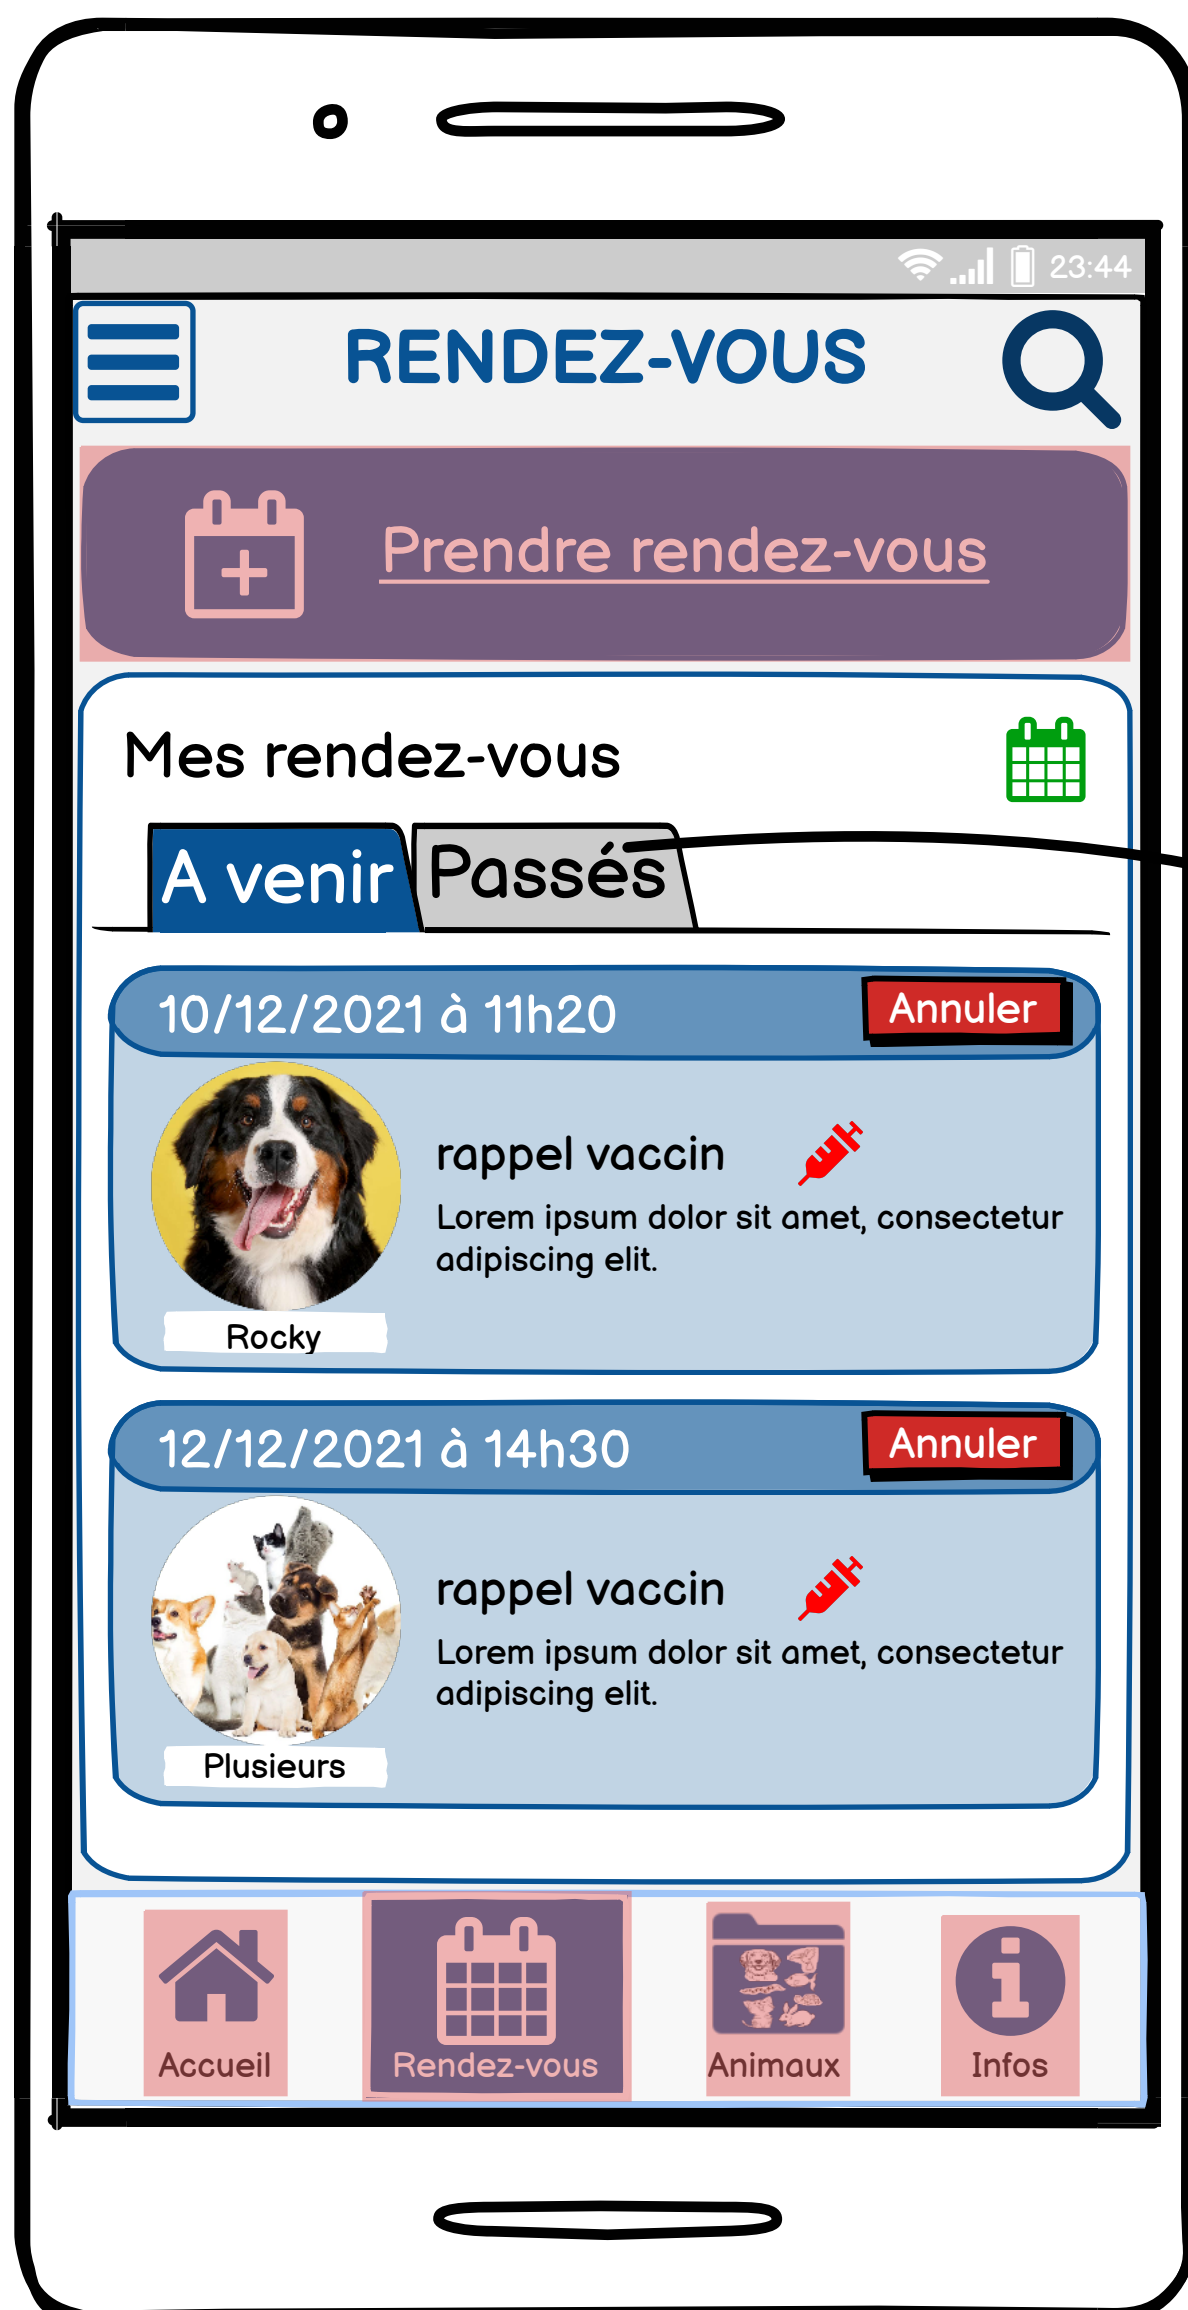 23:44
RENDEZ-VOUS
Prendre rendez-vous
Mes rendez-vous
A venir Passés
10/12/2021 à 11h20 Annuler
rappel vaccin
Lorem ipsum dolor sit amet, consectetur
adipiscing elit.
Rocky
12/12/2021 à 14h30 Annuler
rappel vaccin
Lorem ipsum dolor sit amet, consectetur
adipiscing elit.
Plusieurs
Accueil Rendez-vous Animaux Infos